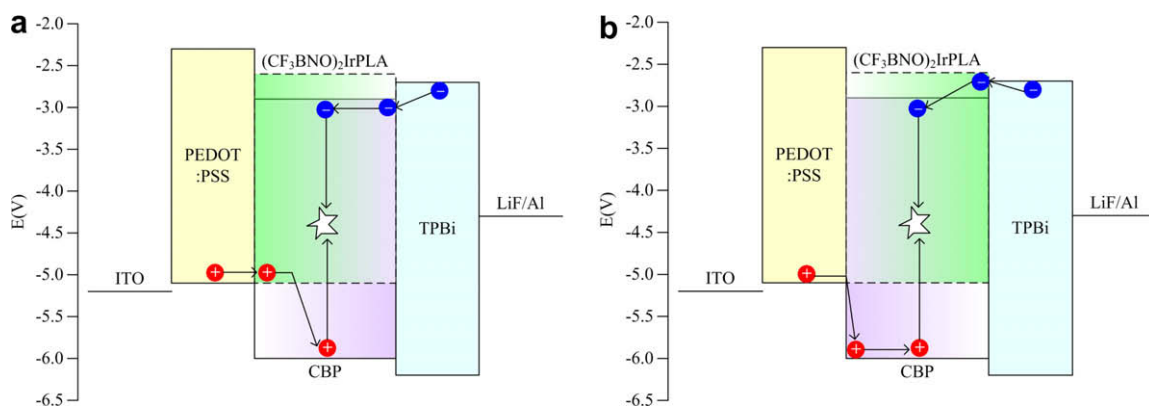 a
-2.0
-2.5
-3.0
-3.5
-4.0
-4.5
-5.0
-5.5
-6.0
-6.5
E(V)
ITO
PEDOT
:PSS
(CF₃BNO)₂IrPLA
CBP
TPBi
LiF/Al
−
−
−
+
+
+
b
-2.0
-2.5
-3.0
-3.5
-4.0
-4.5
-5.0
-5.5
-6.0
-6.5
E(V)
ITO
PEDOT
:PSS
(CF₃BNO)₂IrPLA
CBP
TPBi
LiF/Al
−
−
−
+
+
+